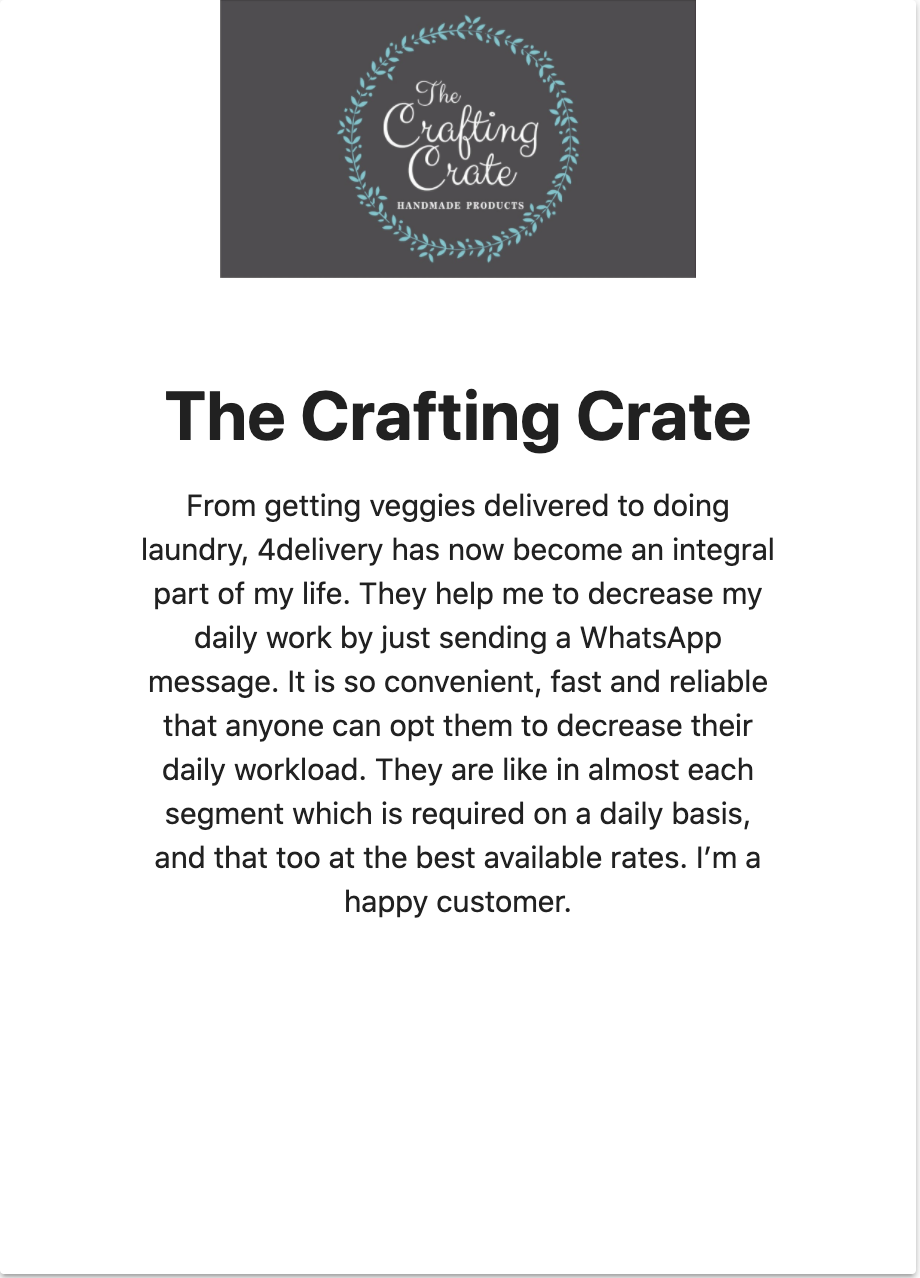 The
Crafting
Crate
HANDMADE PRODUCTS
The Crafting Crate
From getting veggies delivered to doing
laundry, 4delivery has now become an integral
part of my life. They help me to decrease my
daily work by just sending a WhatsApp
message. It is so convenient, fast and reliable
that anyone can opt them to decrease their
daily workload. They are like in almost each
segment which is required on a daily basis,
and that too at the best available rates. I’m a
happy customer.